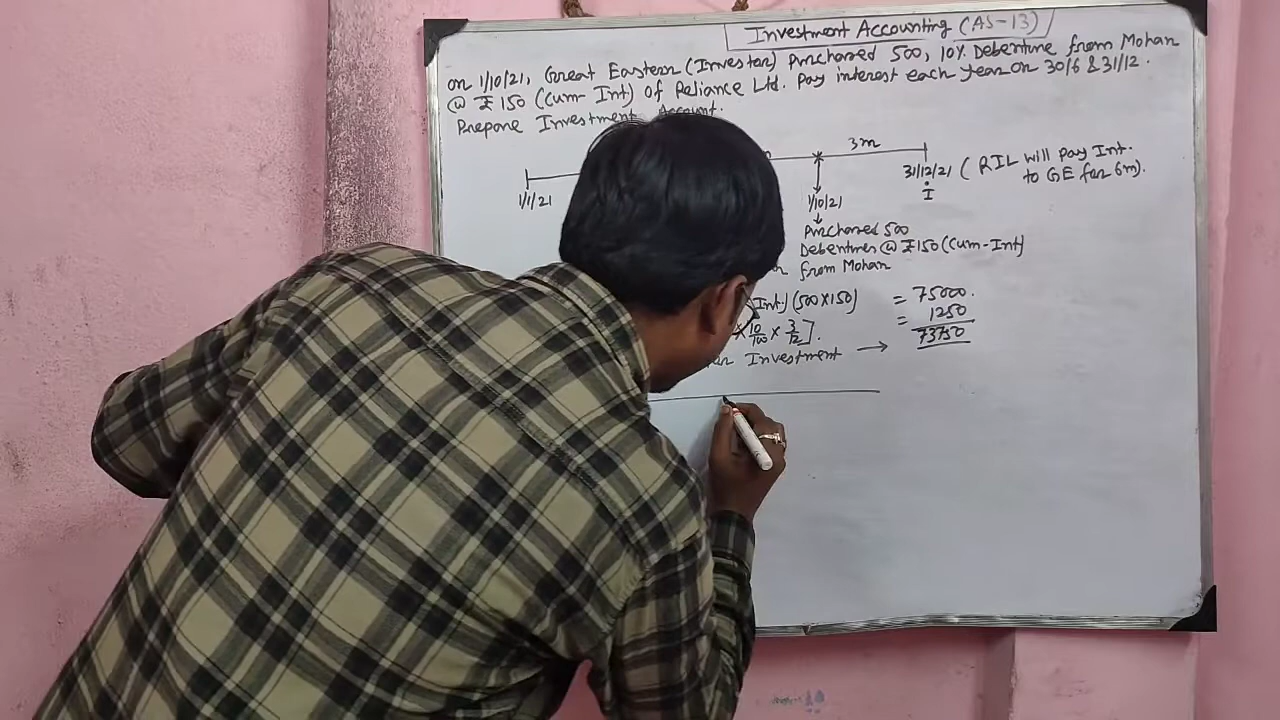 Investment Accounting (AS-13)
on 1/10/21, Great Eastern (Investor) Purchased 500, 10% Debenture from Mohan
@ ₹150 (Cum-Int) of Reliance Ltd. Pay interest each year on 30/6 & 31/12.
Prepare Investment Account.
3m
1/1/21
1/10/21
31/12/21 ( RIL will pay Int.
to GE for 6m).
I
Purchased 500
Debentures @ ₹150 (Cum-Int)
from Mohan
Int.) (500×150) = 75000.
× 10/100 × 3/12]. = 1250
Investment → 73750